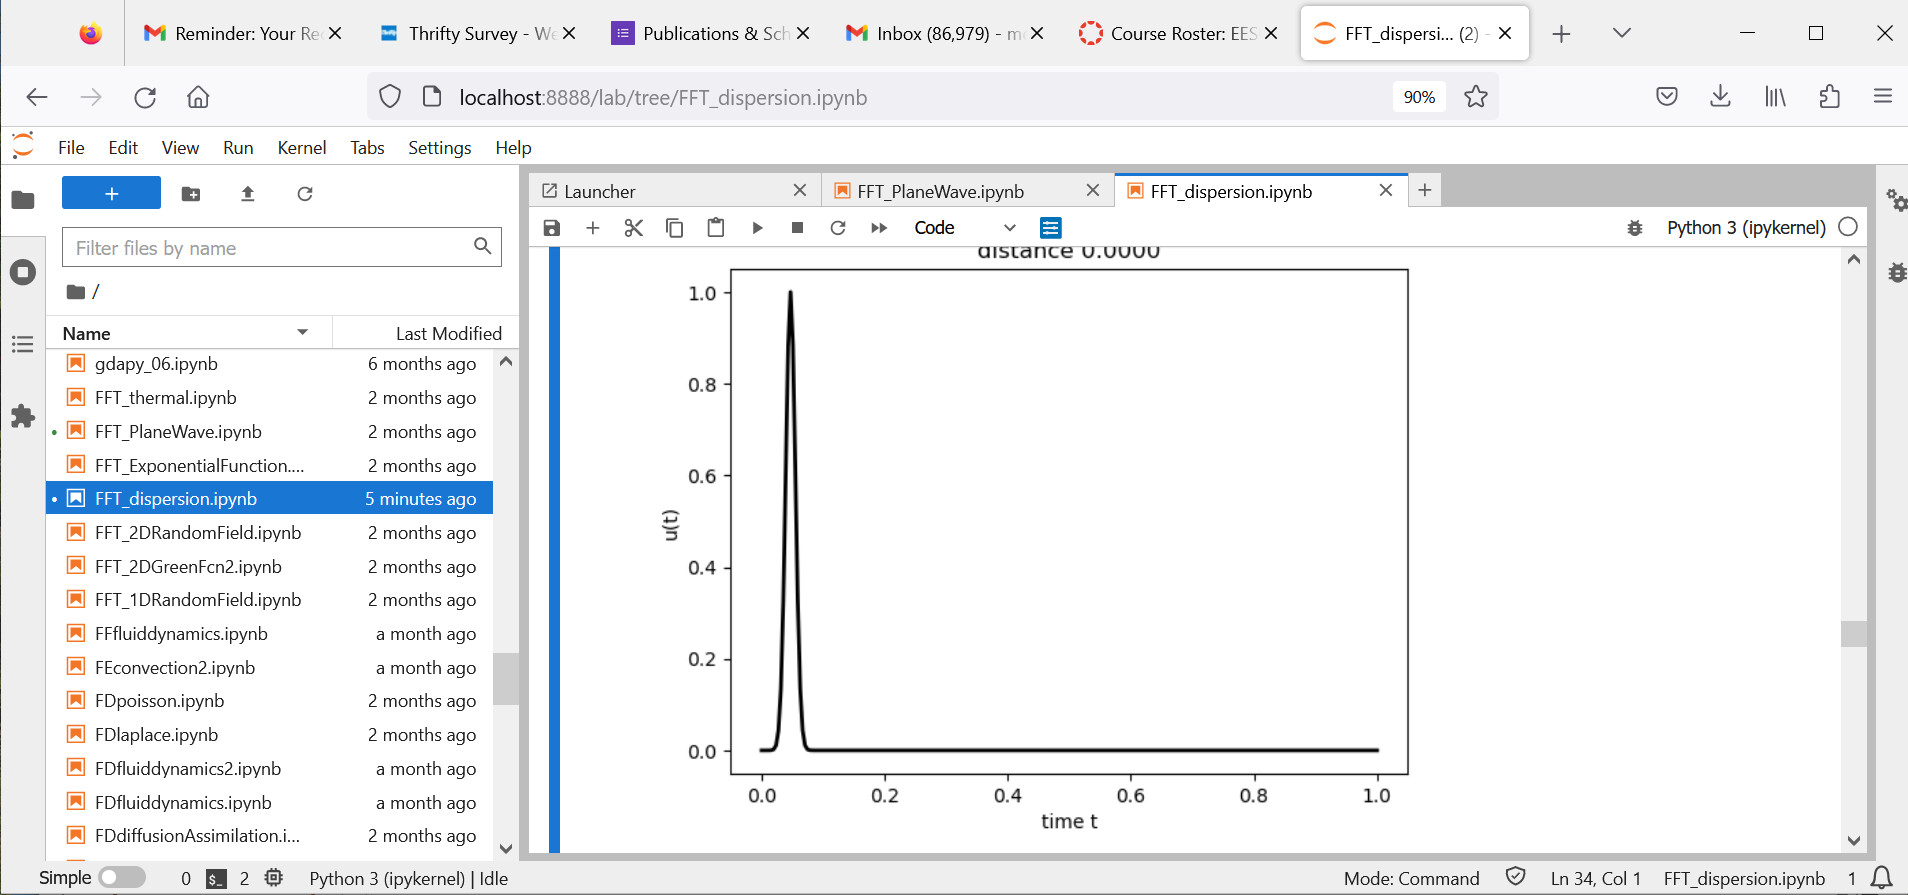 Reminder: Your Re
Thrifty Survey - We
Publications & Sch
Inbox (86,979) - m
Course Roster: EES
FFT_dispersi... (2) -
localhost:8888/lab/tree/FFT_dispersion.ipynb
90%
File Edit View Run Kernel Tabs Settings Help
Launcher
FFT_PlaneWave.ipynb
FFT_dispersion.ipynb
Code
Python 3 (ipykernel)
Filter files by name
/
Name Last Modified
gdapy_06.ipynb 6 months ago
FFT_thermal.ipynb 2 months ago
FFT_PlaneWave.ipynb 2 months ago
FFT_ExponentialFunction.... 2 months ago
FFT_dispersion.ipynb 5 minutes ago
FFT_2DRandomField.ipynb 2 months ago
FFT_2DGreenFcn2.ipynb 2 months ago
FFT_1DRandomField.ipynb 2 months ago
FFfluiddynamics.ipynb a month ago
FEconvection2.ipynb a month ago
FDpoisson.ipynb 2 months ago
FDlaplace.ipynb 2 months ago
FDfluiddynamics2.ipynb a month ago
FDfluiddynamics.ipynb a month ago
FDdiffusionAssimilation.i... 2 months ago
distance 0.0000
1.0
0.8
0.6
0.4
0.2
0.0
u(t)
0.0 0.2 0.4 0.6 0.8 1.0
time t
Simple 0 $_ 2 Python 3 (ipykernel) | Idle
Mode: Command Ln 34, Col 1 FFT_dispersion.ipynb 1